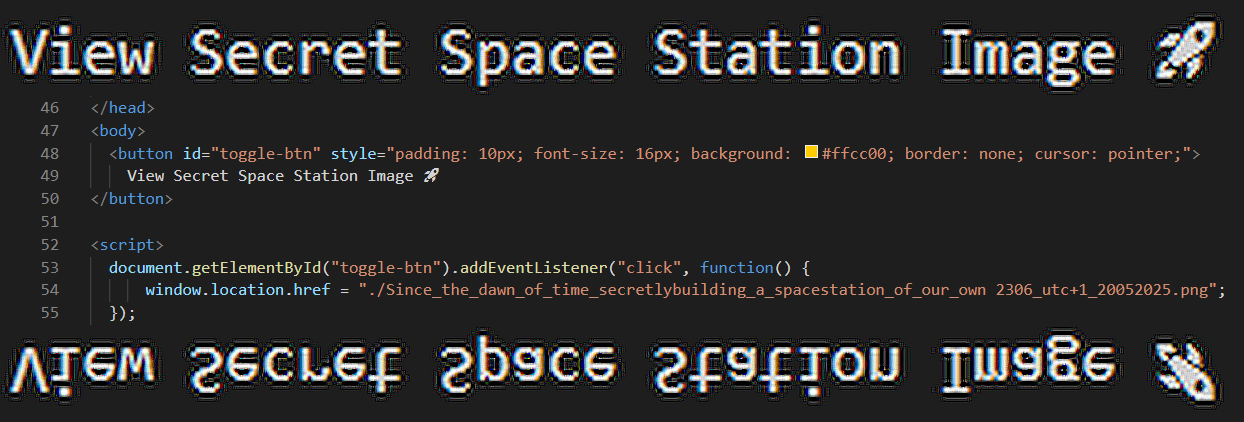 View Secret Space Station Image 🚀
46 </head>
47 <body>
48 <button id="toggle-btn" style="padding: 10px; font-size: 16px; background: #ffcc00; border: none; cursor: pointer;">
49 View Secret Space Station Image 🚀
50 </button>
51
52 <script>
53 document.getElementById("toggle-btn").addEventListener("click", function() {
54 window.location.href = "./Since_the_dawn_of_time_secretlybuilding_a_spacestation_of_our_own 2306_utc+1_20052025.png";
55 });
View Secret Space Station Image 🚀